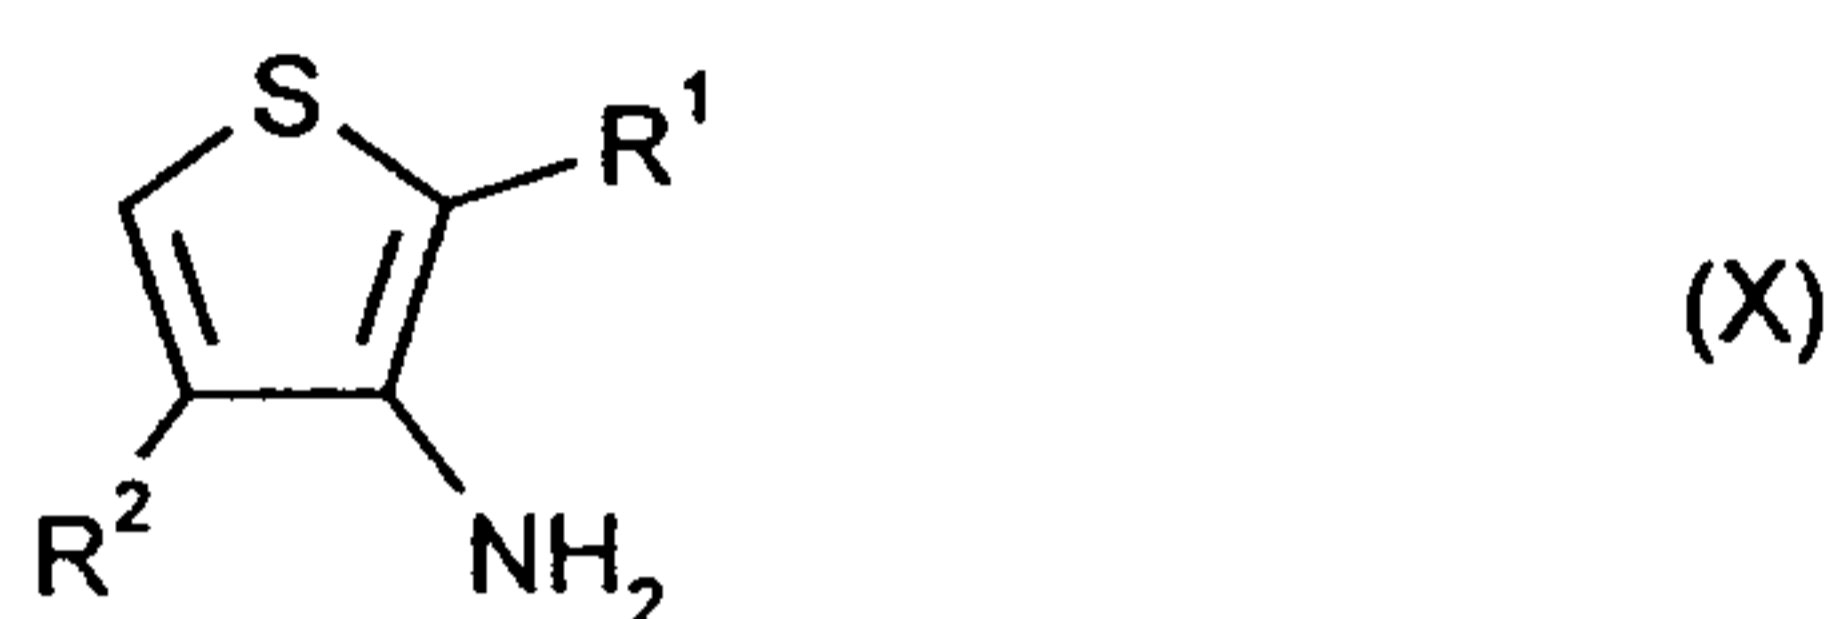 S
R¹
(X)
R²
NH₂